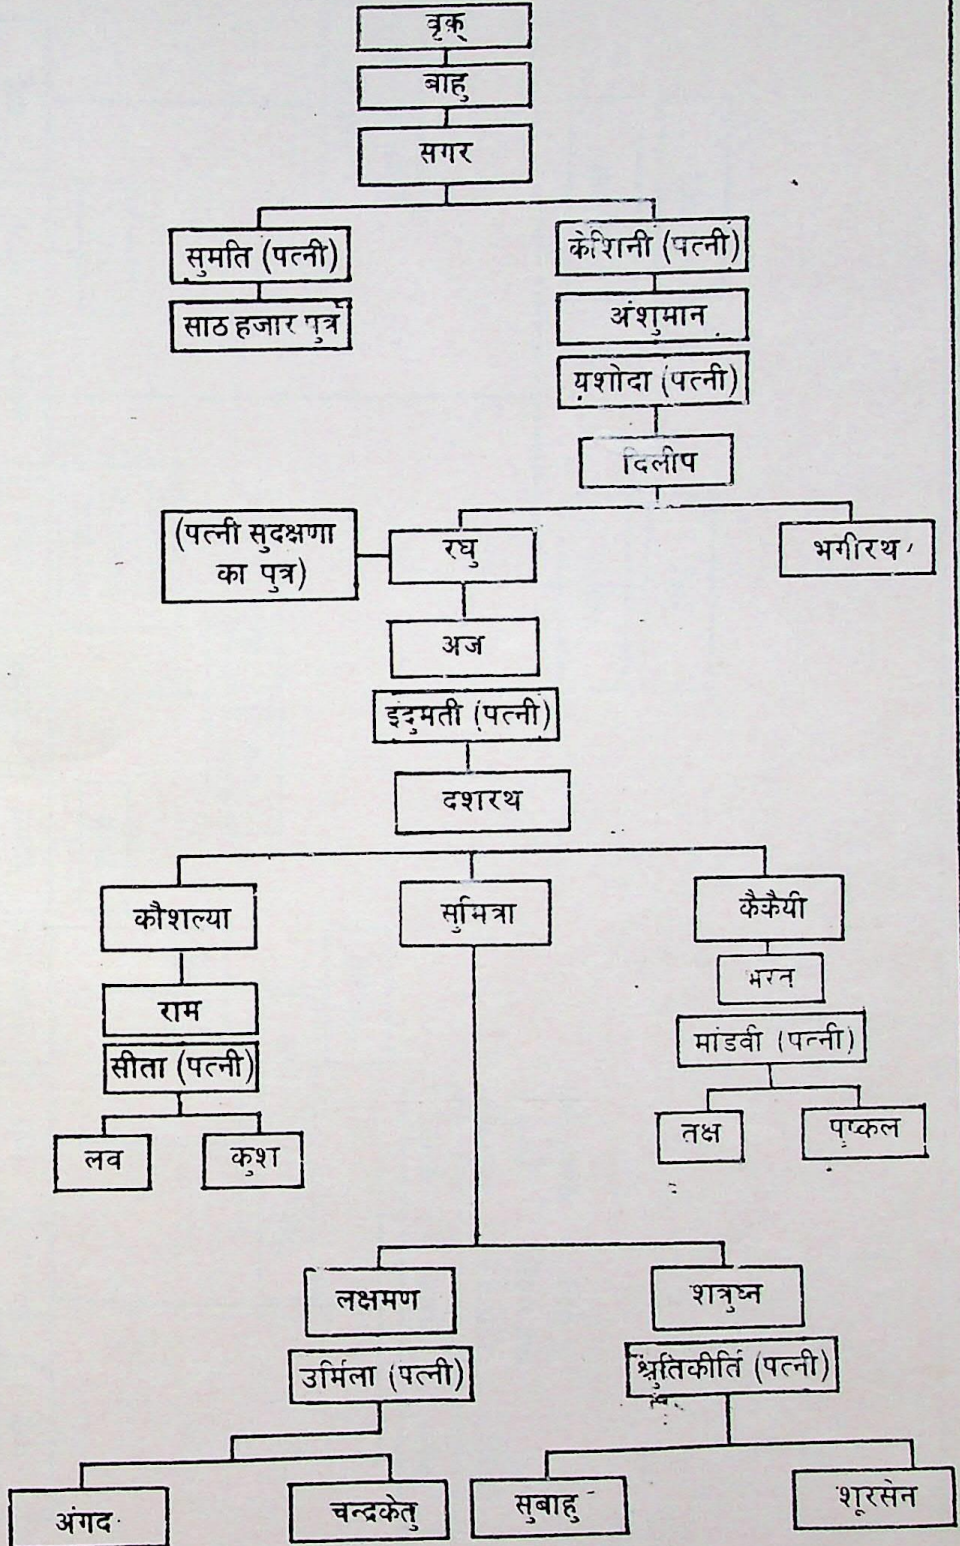 वृक्
बाहु
सगर
सुमति (पत्नी)
केशिनी (पत्नी)
साठ हजार पुत्र
अंशुमान
यशोदा (पत्नी)
दिलीप
(पत्नी सुदक्षणा
का पुत्र)
रघु
भगीरथ
अज
इंदुमती (पत्नी)
दशरथ
कौशल्या
सुमित्रा
कैकैयी
भरत
राम
मांडवी (पत्नी)
सीता (पत्नी)
तक्ष
पुष्कल
लव
कुश
लक्षमण
शत्रुघ्न
उर्मिला (पत्नी)
श्रुतिकीर्ति (पत्नी)
अंगद
चन्द्रकेतु
सुबाहु
शूरसेन